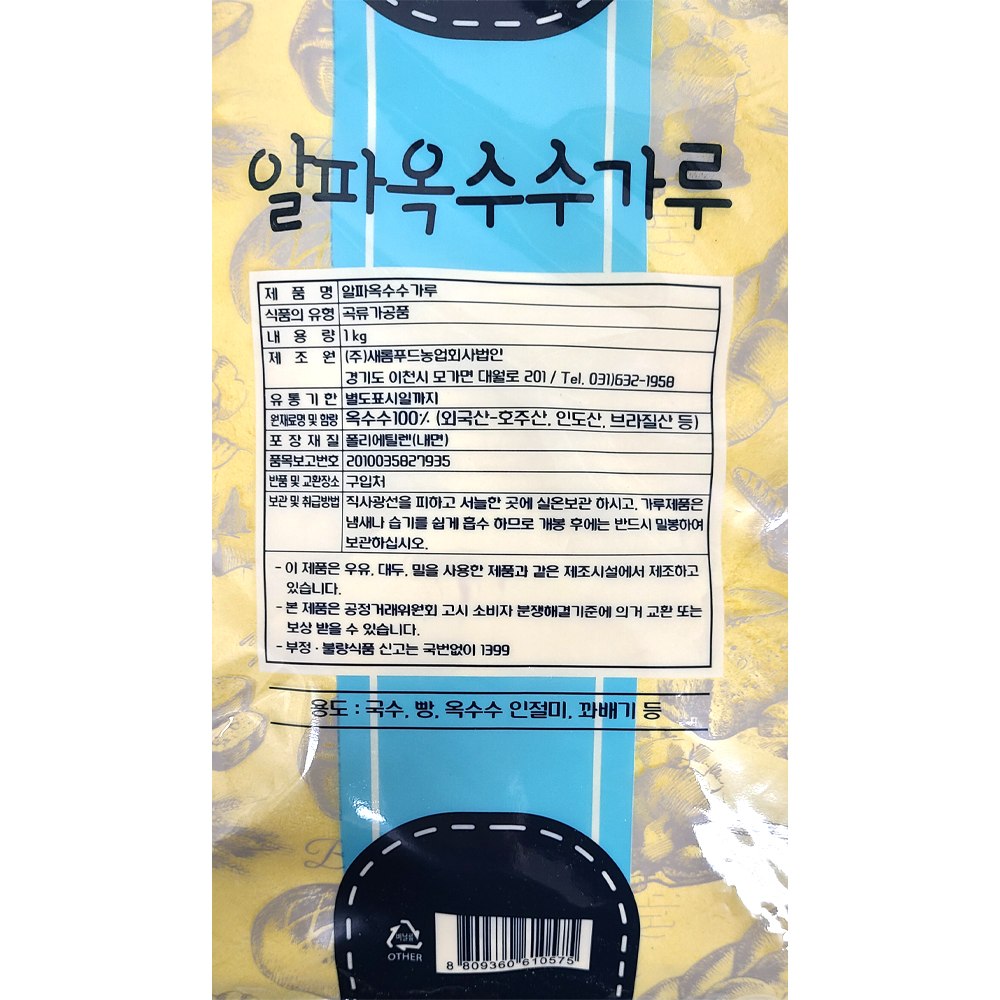 알파옥수수가루
제 품 명 알파옥수수가루
식품의 유형 곡류가공품
내 용 량 1kg
제 조 원 (주)새롬푸드농업회사법인
경기도 이천시 모가면 대월로 201 / Tel. 031)632-1958
유 통 기 한 별도표시일까지
원재료명 및 함량 옥수수100% (외국산-호주산, 인도산, 브라질산 등)
포 장 재 질 폴리에틸렌(내면)
품목보고번호 2010035827935
반품 및 교환장소 구입처
보관 및 취급방법 직사광선을 피하고 서늘한 곳에 실온보관 하시고, 가루제품은
냄새나 습기를 쉽게 흡수 하므로 개봉 후에는 반드시 밀봉하여
보관하십시오.
- 이 제품은 우유, 대두, 밀을 사용한 제품과 같은 제조시설에서 제조하고
있습니다.
- 본 제품은 공정거래위원회 고시 소비자 분쟁해결기준에 의거 교환 또는
보상 받을 수 있습니다.
- 부정·불량식품 신고는 국번없이 1399
용도 : 국수, 빵, 옥수수 인절미, 꽈배기 등
비닐류
OTHER
8 809360 610575